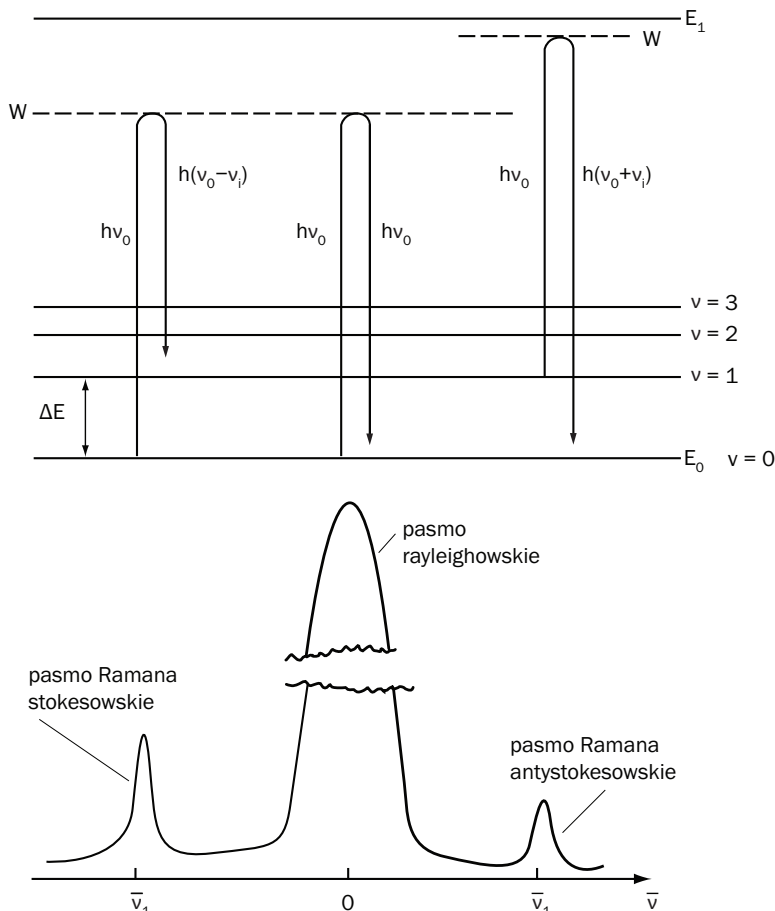 E₁
W
W
h(ν₀−νᵢ)
hν₀
h(ν₀+νᵢ)
hν₀
hν₀
hν₀
ν = 3
ν = 2
ν = 1
ΔE
E₀ v = 0
pasmo
rayleighowskie
pasmo Ramana
stokesowskie
pasmo Ramana
antystokesowskie
ν̅₁
0
ν̅₁
ν̅